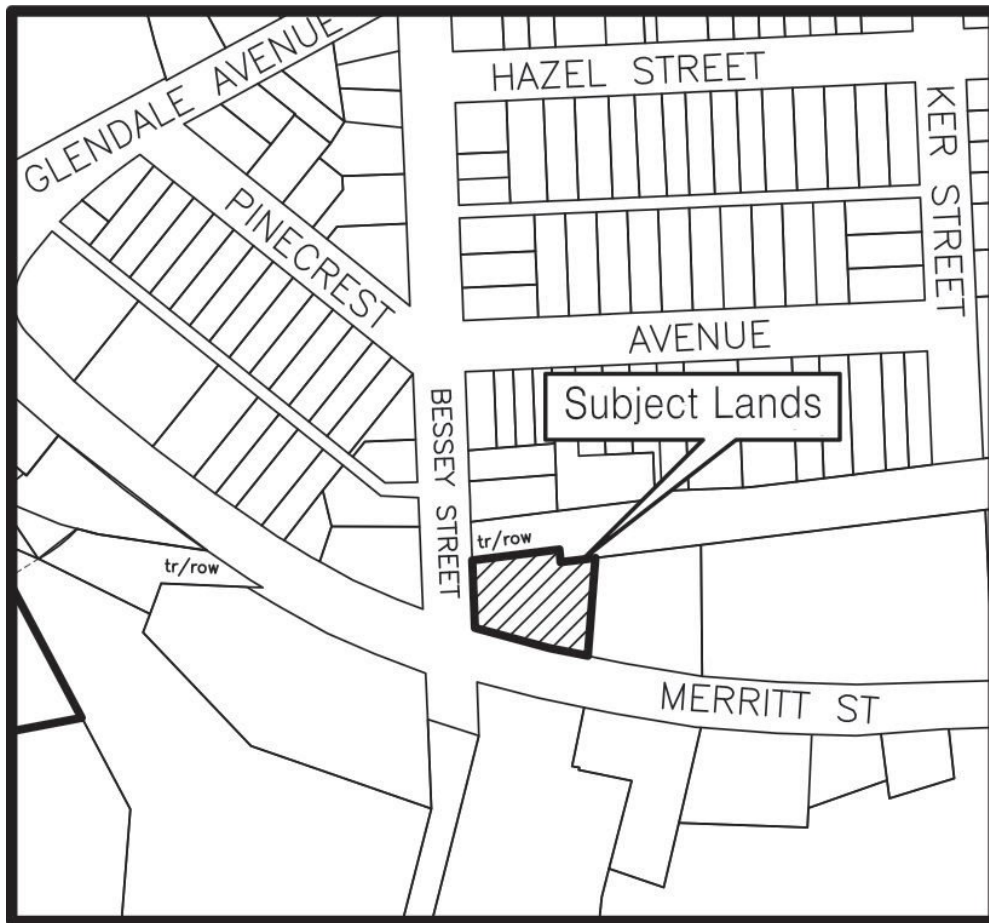 GLENDALE AVENUE
HAZEL STREET
KER STREET
PINECREST
AVENUE
BESSEY STREET
Subject Lands
tr/row
tr/row
MERRITT ST